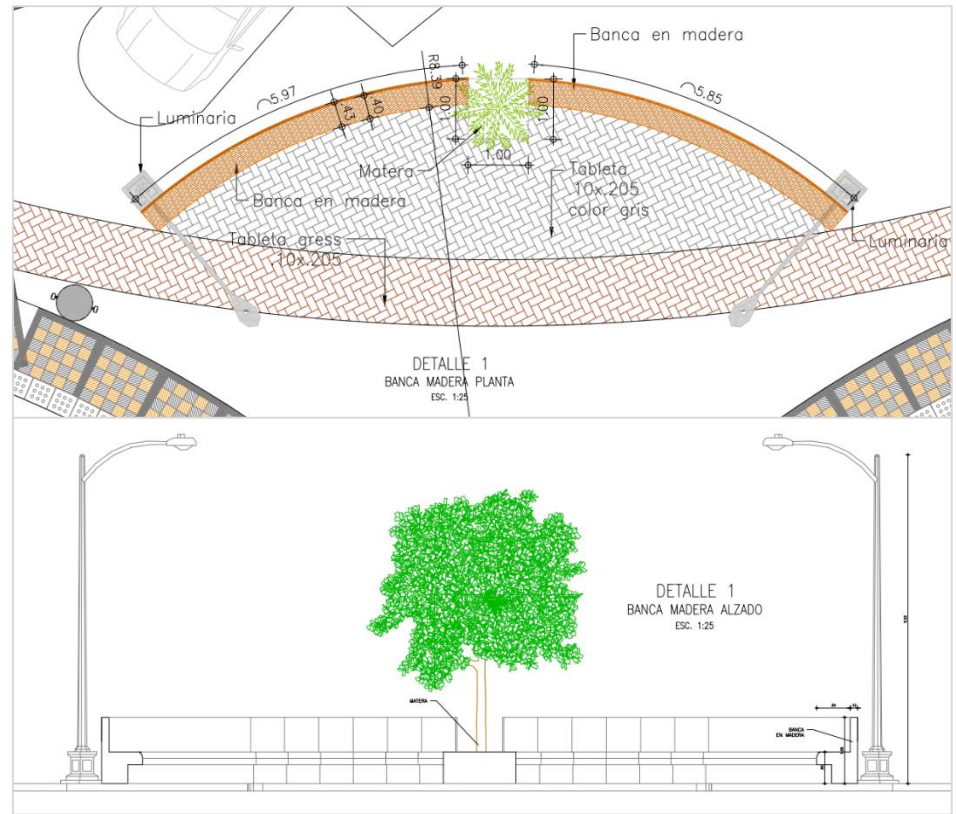 Banca en madera
R8.39
5.97
5.85
.40
.43
1.00
1.00
Luminaria
Matera
1.00
Tableta
.10x.205
color gris
Banca en madera
Tableta gress
.10x.205
Luminaria
DETALLE 1
BANCA MADERA PLANTA
ESC. 1:25
DETALLE 1
BANCA MADERA ALZADO
ESC. 1:25
MATERA
BANCA
EN MADERA